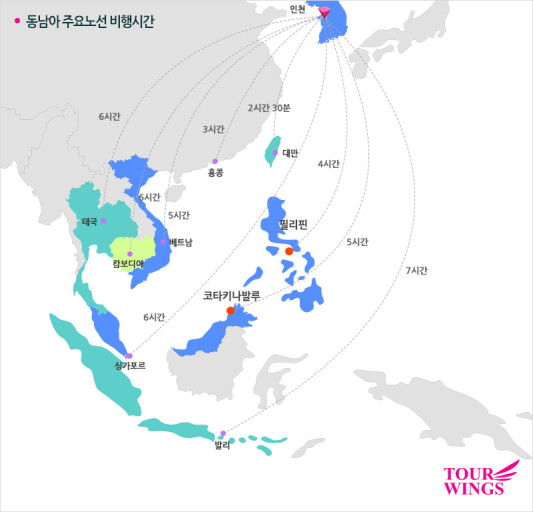 동남아 주요노선 비행시간
인천
6시간
2시간 30분
3시간
대만
4시간
홍콩
6시간
5시간
태국
필리핀
베트남
5시간
캄보디아
7시간
코타키나발루
6시간
싱가포르
발리
TOUR
WINGS